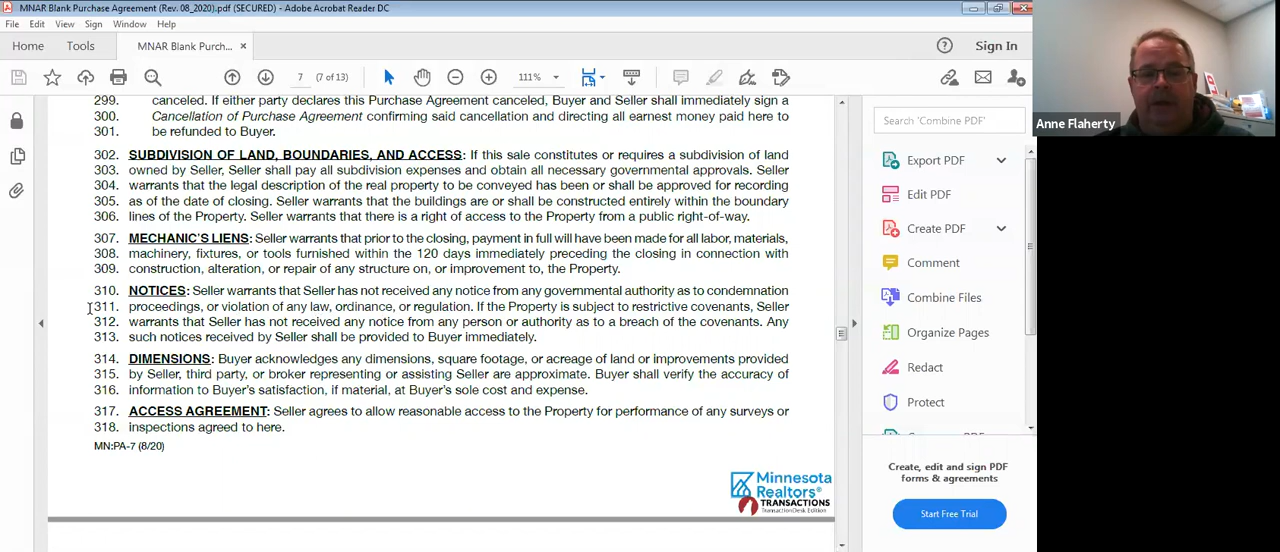 MNAR Blank Purchase Agreement (Rev. 08_2020).pdf (SECURED) - Adobe Acrobat Reader DC
File Edit View Sign Window Help
Home Tools MNAR Blank Purch... × Sign In
7 (7 of 13) 111%
299. canceled. If either party declares this Purchase Agreement canceled, Buyer and Seller shall immediately sign a
300. Cancellation of Purchase Agreement confirming said cancellation and directing all earnest money paid here to
301. be refunded to Buyer.
302. SUBDIVISION OF LAND, BOUNDARIES, AND ACCESS: If this sale constitutes or requires a subdivision of land
303. owned by Seller, Seller shall pay all subdivision expenses and obtain all necessary governmental approvals. Seller
304. warrants that the legal description of the real property to be conveyed has been or shall be approved for recording
305. as of the date of closing. Seller warrants that the buildings are or shall be constructed entirely within the boundary
306. lines of the Property. Seller warrants that there is a right of access to the Property from a public right-of-way.
307. MECHANIC'S LIENS: Seller warrants that prior to the closing, payment in full will have been made for all labor, materials,
308. machinery, fixtures, or tools furnished within the 120 days immediately preceding the closing in connection with
309. construction, alteration, or repair of any structure on, or improvement to, the Property.
310. NOTICES: Seller warrants that Seller has not received any notice from any governmental authority as to condemnation
311. proceedings, or violation of any law, ordinance, or regulation. If the Property is subject to restrictive covenants, Seller
312. warrants that Seller has not received any notice from any person or authority as to a breach of the covenants. Any
313. such notices received by Seller shall be provided to Buyer immediately.
314. DIMENSIONS: Buyer acknowledges any dimensions, square footage, or acreage of land or improvements provided
315. by Seller, third party, or broker representing or assisting Seller are approximate. Buyer shall verify the accuracy of
316. information to Buyer's satisfaction, if material, at Buyer's sole cost and expense.
317. ACCESS AGREEMENT: Seller agrees to allow reasonable access to the Property for performance of any surveys or
318. inspections agreed to here.
MN:PA-7 (8/20)
Minnesota
Realtors®
TRANSACTIONS
TransactionDesk Edition
Search 'Combine PDF'
Export PDF
Edit PDF
Create PDF
Comment
Combine Files
Organize Pages
Redact
Protect
Create, edit and sign PDF
forms & agreements
Start Free Trial
Anne Flaherty